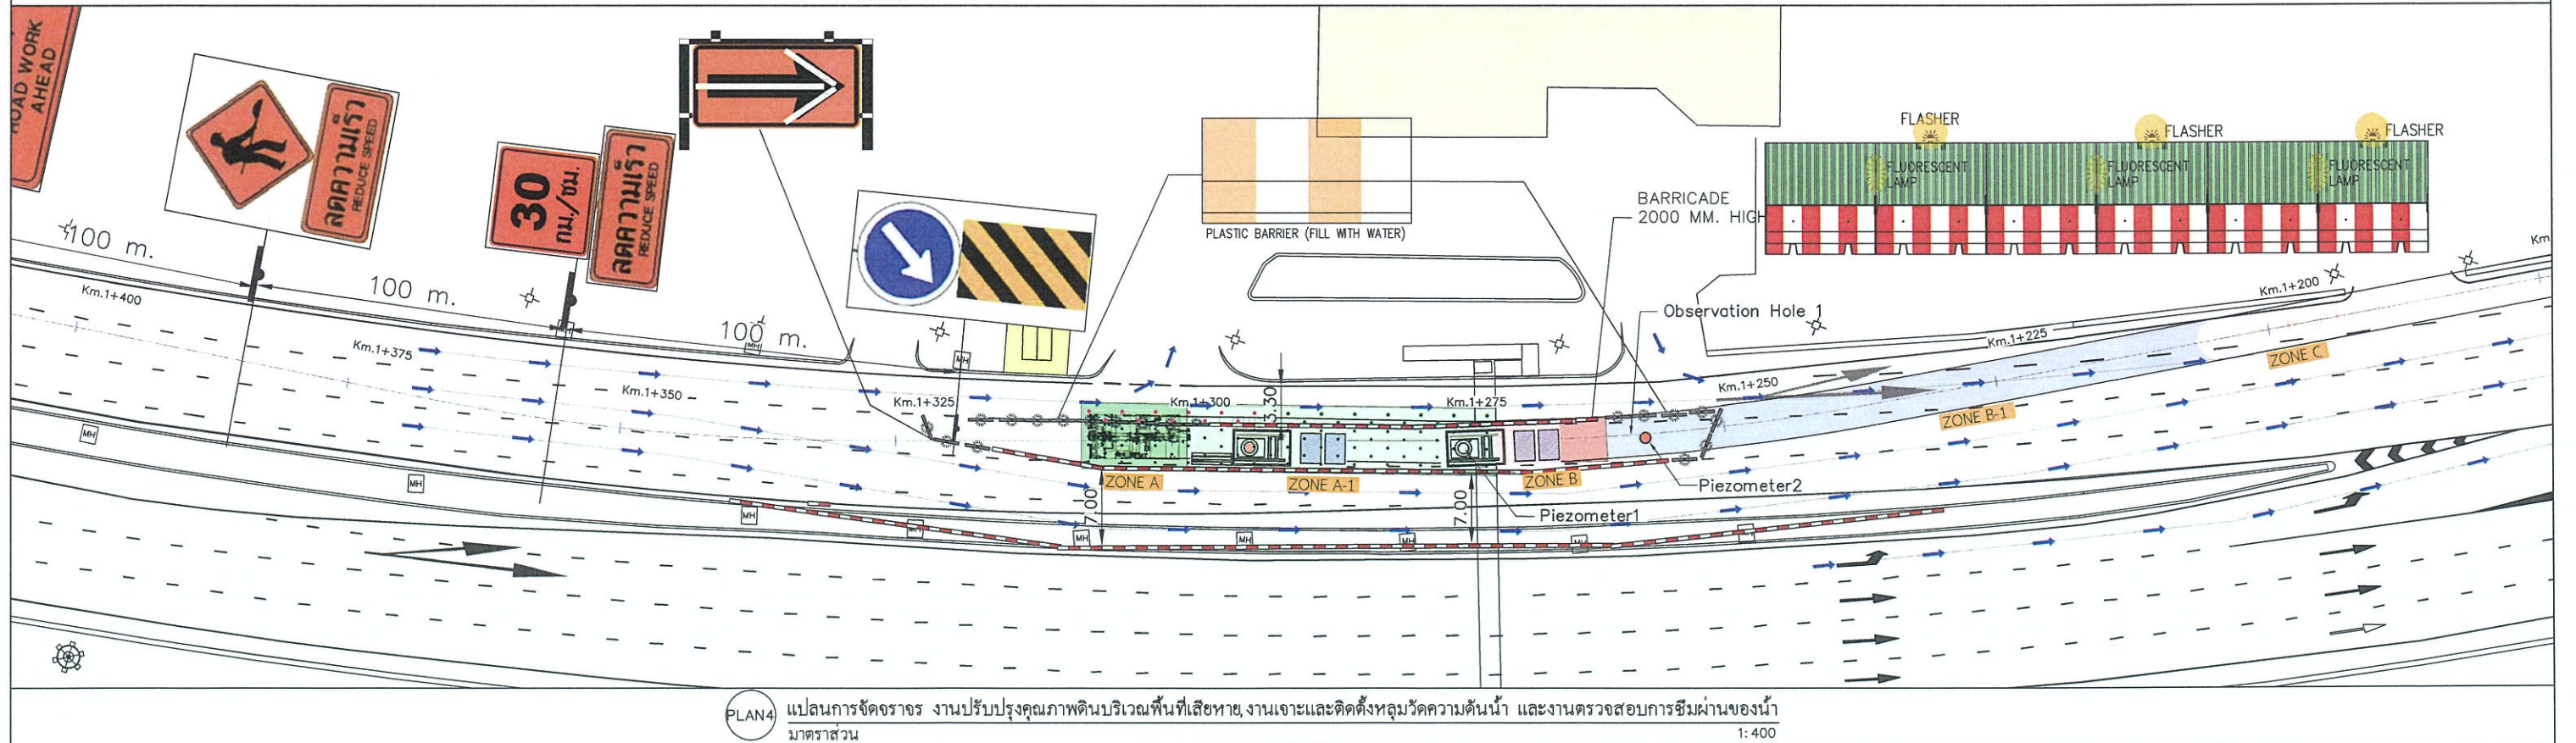 ROAD WORK
AHEAD
ลดความเร็ว
REDUCE SPEED
30
กม./ชม.
ลดความเร็ว
REDUCE SPEED
PLASTIC BARRIER (FILL WITH WATER)
BARRICADE
2000 MM. HIGH
FLASHER
FLASHER
FLASHER
FLUORESCENT
LAMP
FLUORESCENT
LAMP
FLUORESCENT
LAMP
100 m.
100 m.
100 m.
Km.1+400
Km.1+375
Km.1+350
Km.1+325
Km.1+300
Km.1+275
Km.1+250
Km.1+225
Km.1+200
Km
Observation Hole 1
3.30
MH
MH
MH
MH
MH
MH
MH
MH
MH
ZONE A
ZONE A-1
ZONE B
ZONE B-1
ZONE C
7.00
7.00
Piezometer2
Piezometer1
PLAN4
แปลนการจัดจราจร งานปรับปรุงคุณภาพดินบริเวณพื้นที่เสียหาย, งานเจาะและติดตั้งหลุมวัดความดันน้ำ และงานตรวจสอบการซึมผ่านของน้ำ
มาตราส่วน 1:400